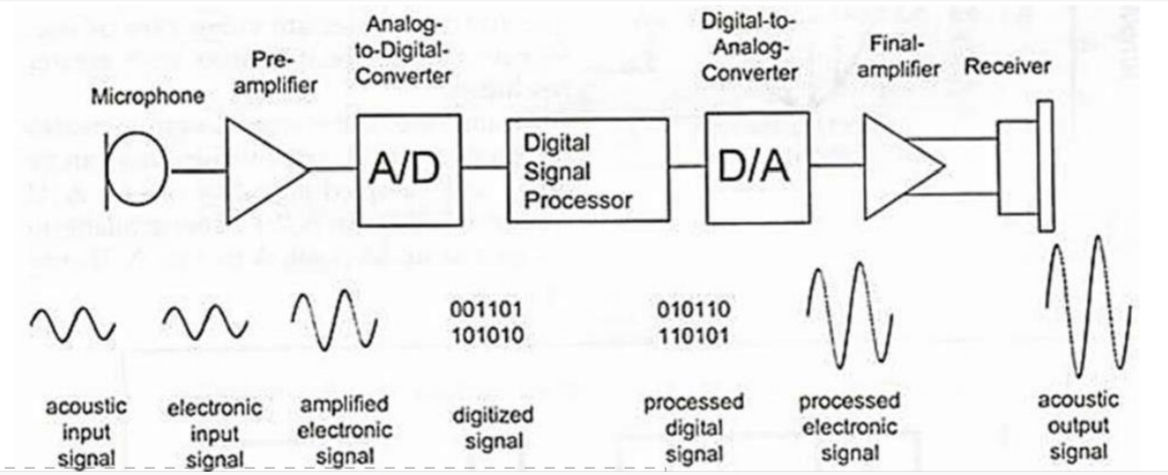 Microphone
Pre-
amplifier
Analog-
to-Digital-
Converter
Digital-to-
Analog-
Converter
Final-
amplifier
Receiver
A/D
Digital
Signal
Processor
D/A
001101
101010
010110
110101
acoustic
input
signal
electronic
input
signal
amplified
electronic
signal
digitized
signal
processed
digital
signal
processed
electronic
signal
acoustic
output
signal